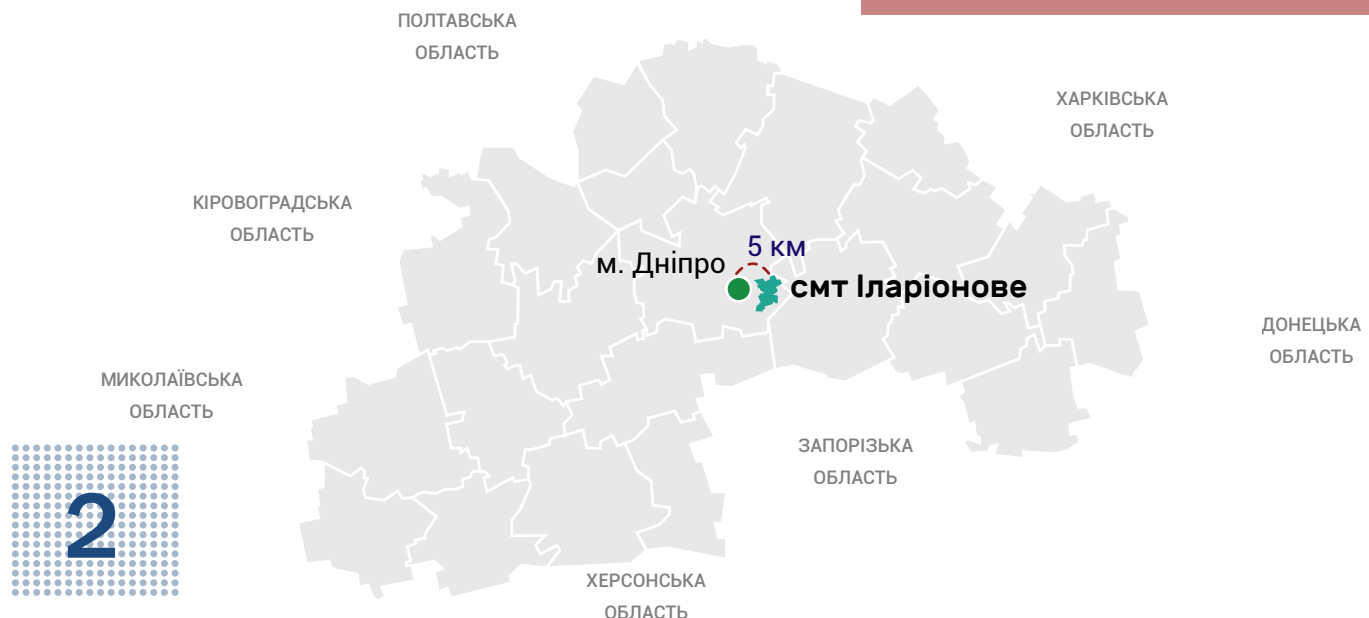 ПОЛТАВСЬКА
ОБЛАСТЬ
ХАРКІВСЬКА
ОБЛАСТЬ
КІРОВОГРАДСЬКА
ОБЛАСТЬ
5 км
м. Дніпро
смт Іларіонове
ДОНЕЦЬКА
ОБЛАСТЬ
МИКОЛАЇВСЬКА
ОБЛАСТЬ
ЗАПОРІЗЬКА
ОБЛАСТЬ
2
ХЕРСОНСЬКА
ОБЛАСТЬ